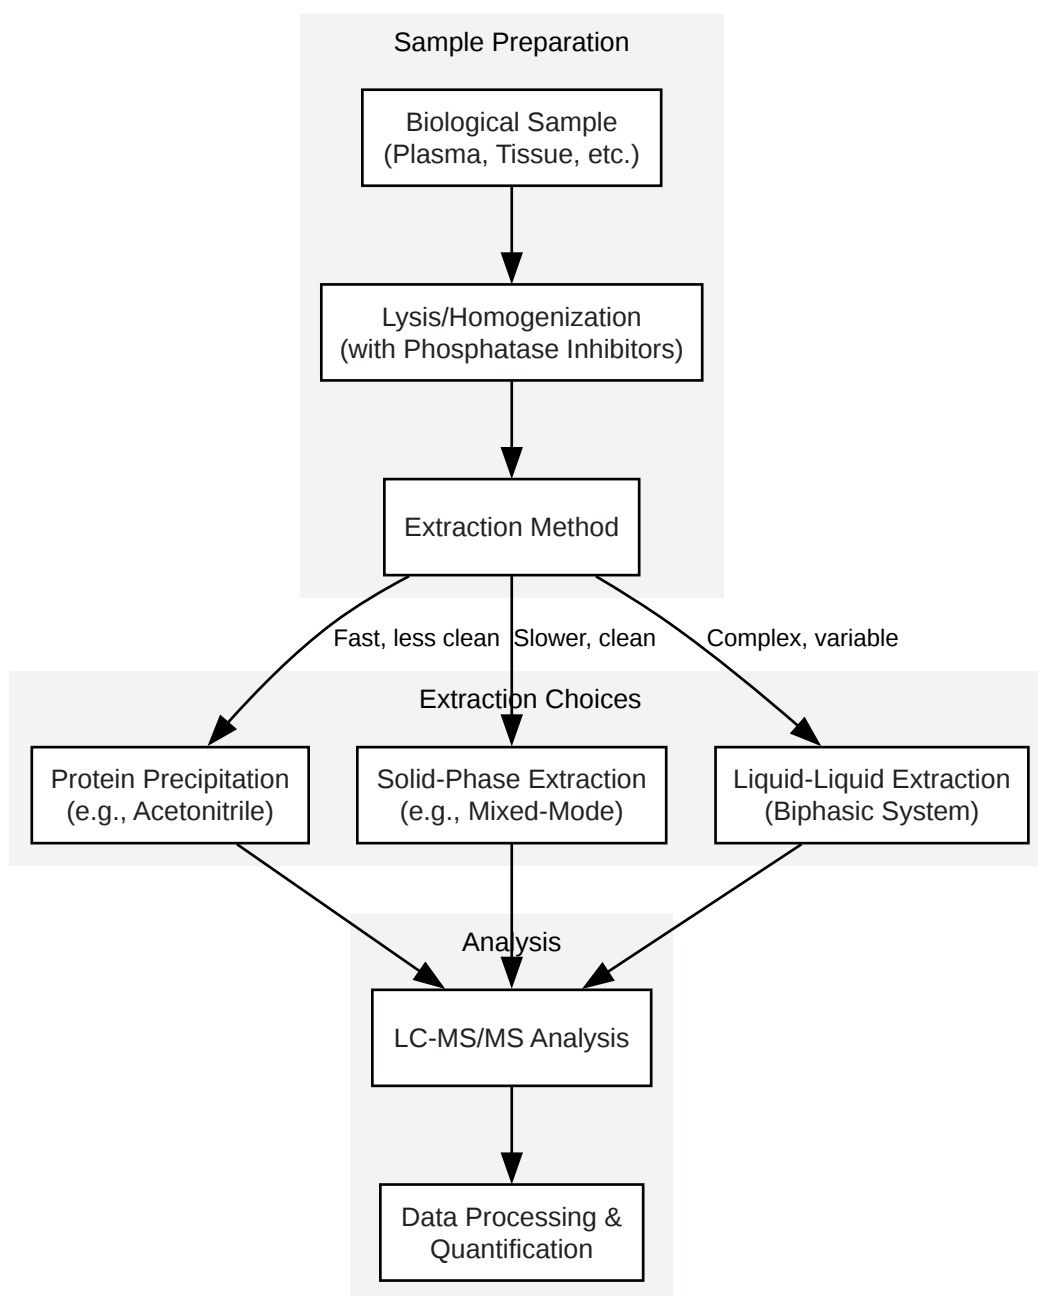 Sample Preparation
Biological Sample
(Plasma, Tissue, etc.)
Lysis/Homogenization
(with Phosphatase Inhibitors)
Extraction Method
Fast, less clean
Slower, clean
Complex, variable
Extraction Choices
Protein Precipitation
(e.g., Acetonitrile)
Solid-Phase Extraction
(e.g., Mixed-Mode)
Liquid-Liquid Extraction
(Biphasic System)
Analysis
LC-MS/MS Analysis
Data Processing &
Quantification